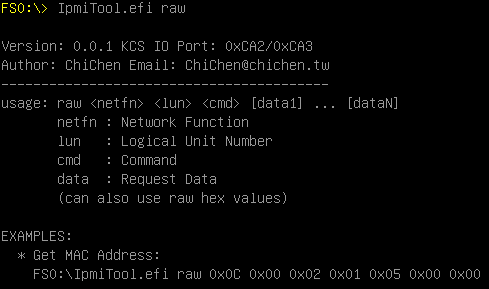 FS0:\> IpmiTool.efi raw
Version: 0.0.1 KCS IO Port: 0xCA2/0xCA3
Author: ChiChen Email: ChiChen@chichen.tw
-----------------------------------------
usage: raw <netfn> <lun> <cmd> [data1] ... [dataN]
netfn : Network Function
lun : Logical Unit Number
cmd : Command
data : Request Data
(can also use raw hex values)
EXAMPLES:
* Get MAC Address:
FS0:\IpmiTool.efi raw 0x0C 0x00 0x02 0x01 0x05 0x00 0x00